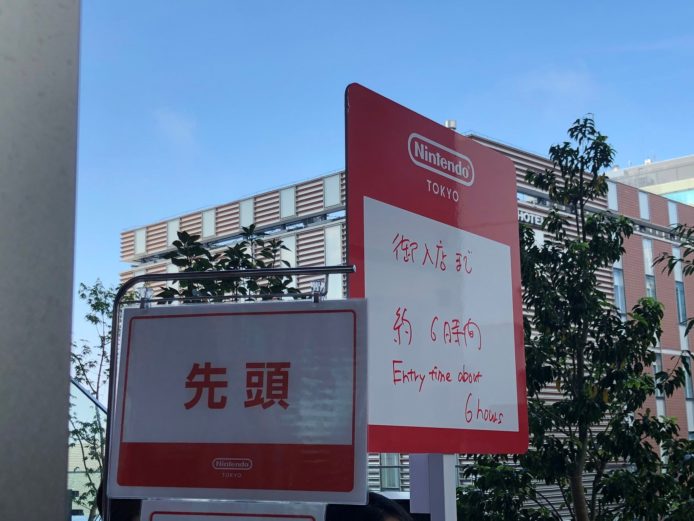 Nintendo
TOKYO
御入店まで
約 6時間
Entry time about
6 hours
HOTEL
先頭
Nintendo
TOKYO